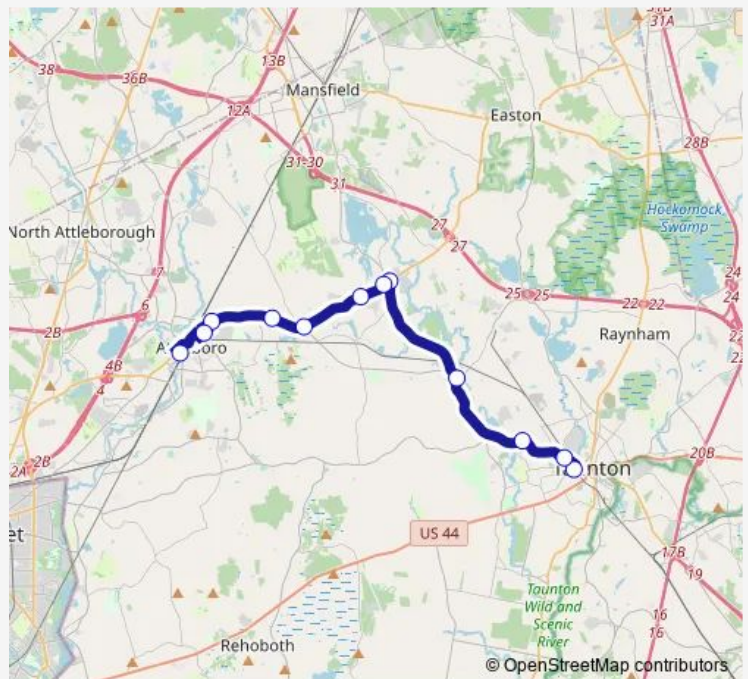 13B
38
36B
Mansfield
12A
Easton
31A
28B
31-30
31
Hockomock
Swamp
North Attleborough
27
27
7
24
25
25
22
22
24
6
2B
Raynham
4B
4
2B
2A
20B
US 44
et
17B
19
Taunton
Wild and
Scenic
River
16
16
Rehoboth
© OpenStreetMap contributors